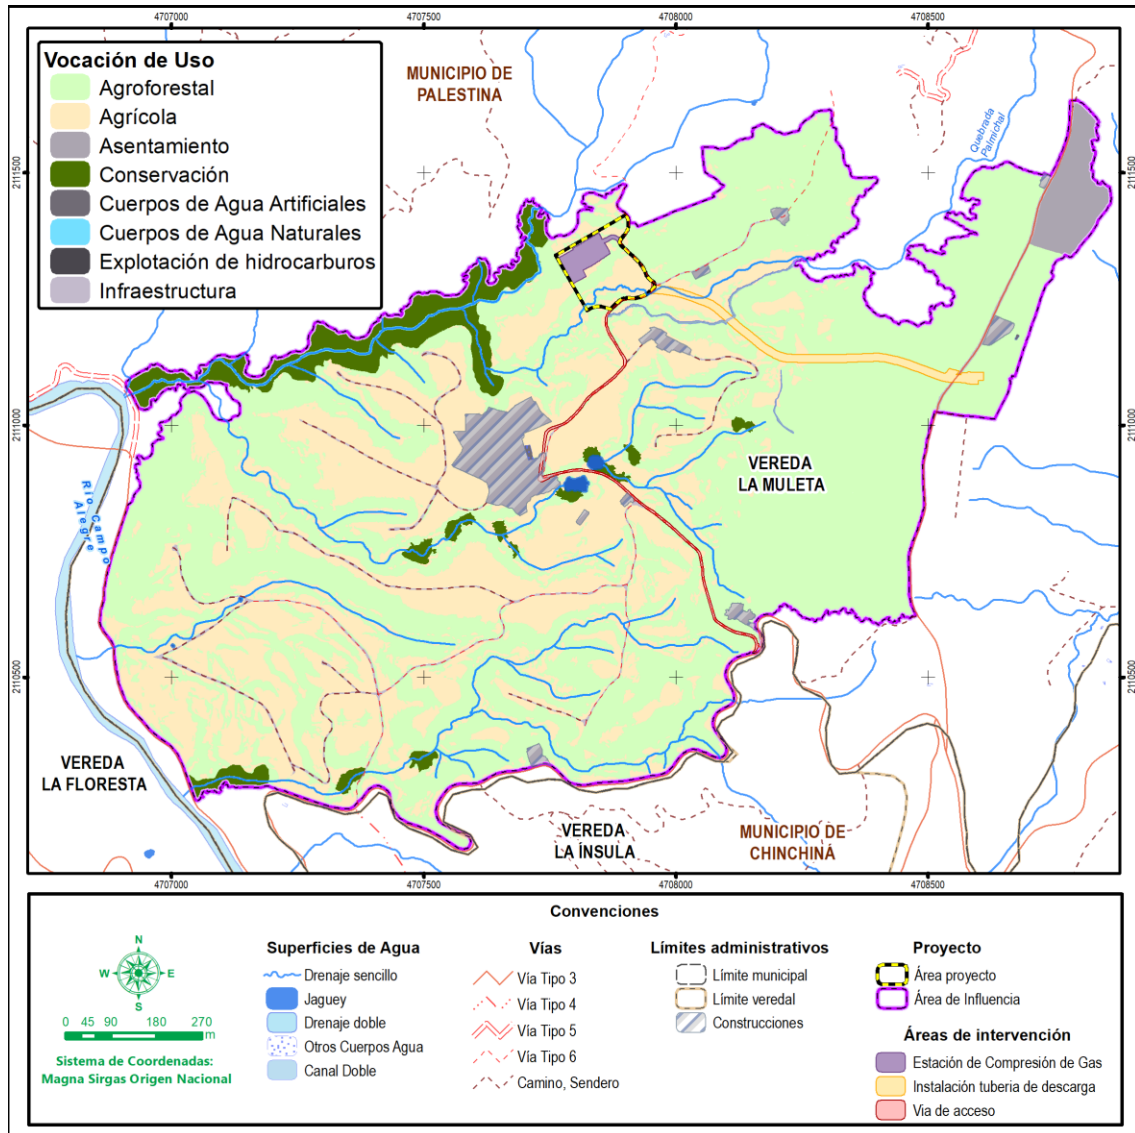 4707000
4707500
4708000
4708500
Vocación de Uso
Agroforestal
Agrícola
Asentamiento
Conservación
Cuerpos de Agua Artificiales
Cuerpos de Agua Naturales
Explotación de hidrocarburos
Infraestructura
MUNICIPIO DE
PALESTINA
Quebrada
Palmichal
2111500
2111500
2111000
2111000
VEREDA
LA MULETA
Río Campo
Alegre
2110500
2110500
VEREDA
LA FLORESTA
VEREDA
LA ÍNSULA
MUNICIPIO DE
CHINCHINÁ
4707000
4707500
4708000
4708500
Convenciones
N
W
E
S
0 45 90 180 270
m
Sistema de Coordenadas:
Magna Sirgas Origen Nacional
Superficies de Agua
Drenaje sencillo
Jaguey
Drenaje doble
Otros Cuerpos Agua
Canal Doble
Vías
Vía Tipo 3
Vía Tipo 4
Vía Tipo 5
Vía Tipo 6
Camino, Sendero
Límites administrativos
Límite municipal
Límite veredal
Construcciones
Proyecto
Área proyecto
Área de Influencia
Áreas de intervención
Estación de Compresión de Gas
Instalación tuberia de descarga
Via de acceso